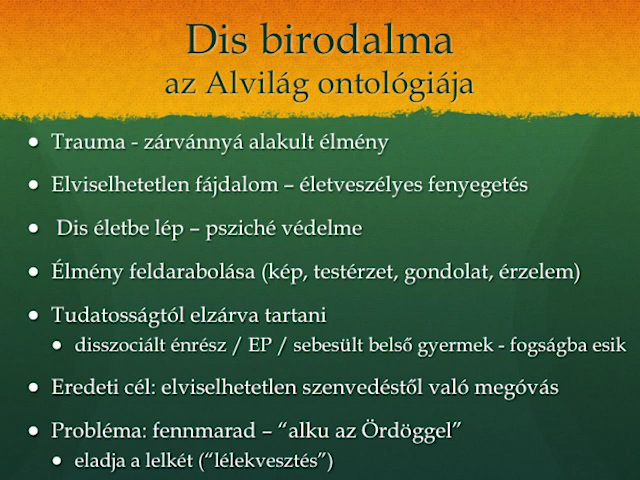 Dis birodalma
az Alvilág ontológiája
• Trauma - zárvánnyá alakult élmény
• Elviselhetetlen fájdalom – életveszélyes fenyegetés
• Dis életbe lép – psziché védelme
• Élmény feldarabolása (kép, testérzet, gondolat, érzelem)
• Tudatosságtól elzárva tartani
• disszociált énrész / EP / sebesült belső gyermek - fogságba esik
• Eredeti cél: elviselhetetlen szenvedéstől való megóvás
• Probléma: fennmarad – “alku az Ördöggel”
• eladja a lelkét (“lélekvesztés”)